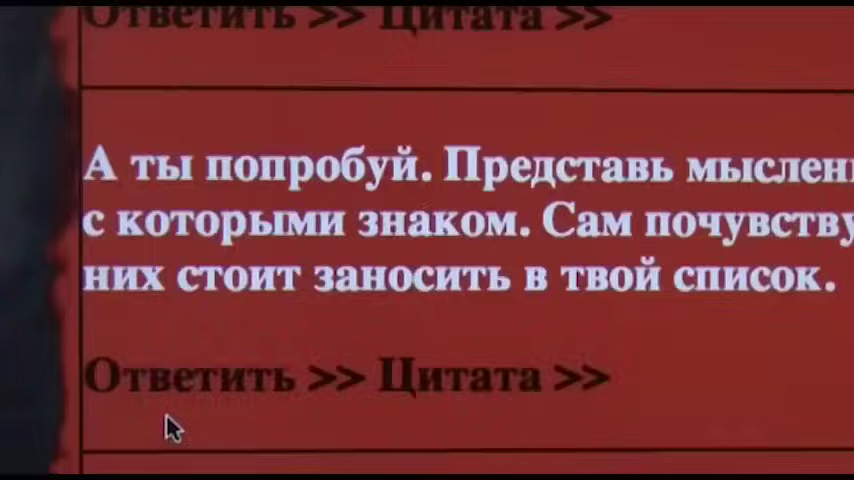 Ответить >> Цитата >>
А ты попробуй. Представь
с которыми знаком. Сам
них стоит заносить в твой список.
Ответить >> Цитата >>